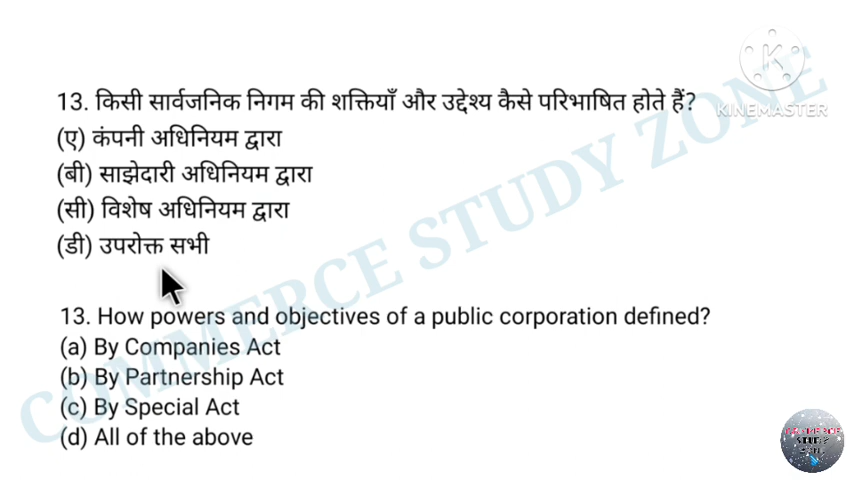 KINEMASTER
13. किसी सार्वजनिक निगम की शक्तियाँ और उद्देश्य कैसे परिभाषित होते हैं?
(ए) कंपनी अधिनियम द्वारा
(बी) साझेदारी अधिनियम द्वारा
(सी) विशेष अधिनियम द्वारा
(डी) उपरोक्त सभी
COMMERCE STUDY ZONE
13. How powers and objectives of a public corporation defined?
(a) By Companies Act
(b) By Partnership Act
(c) By Special Act
(d) All of the above